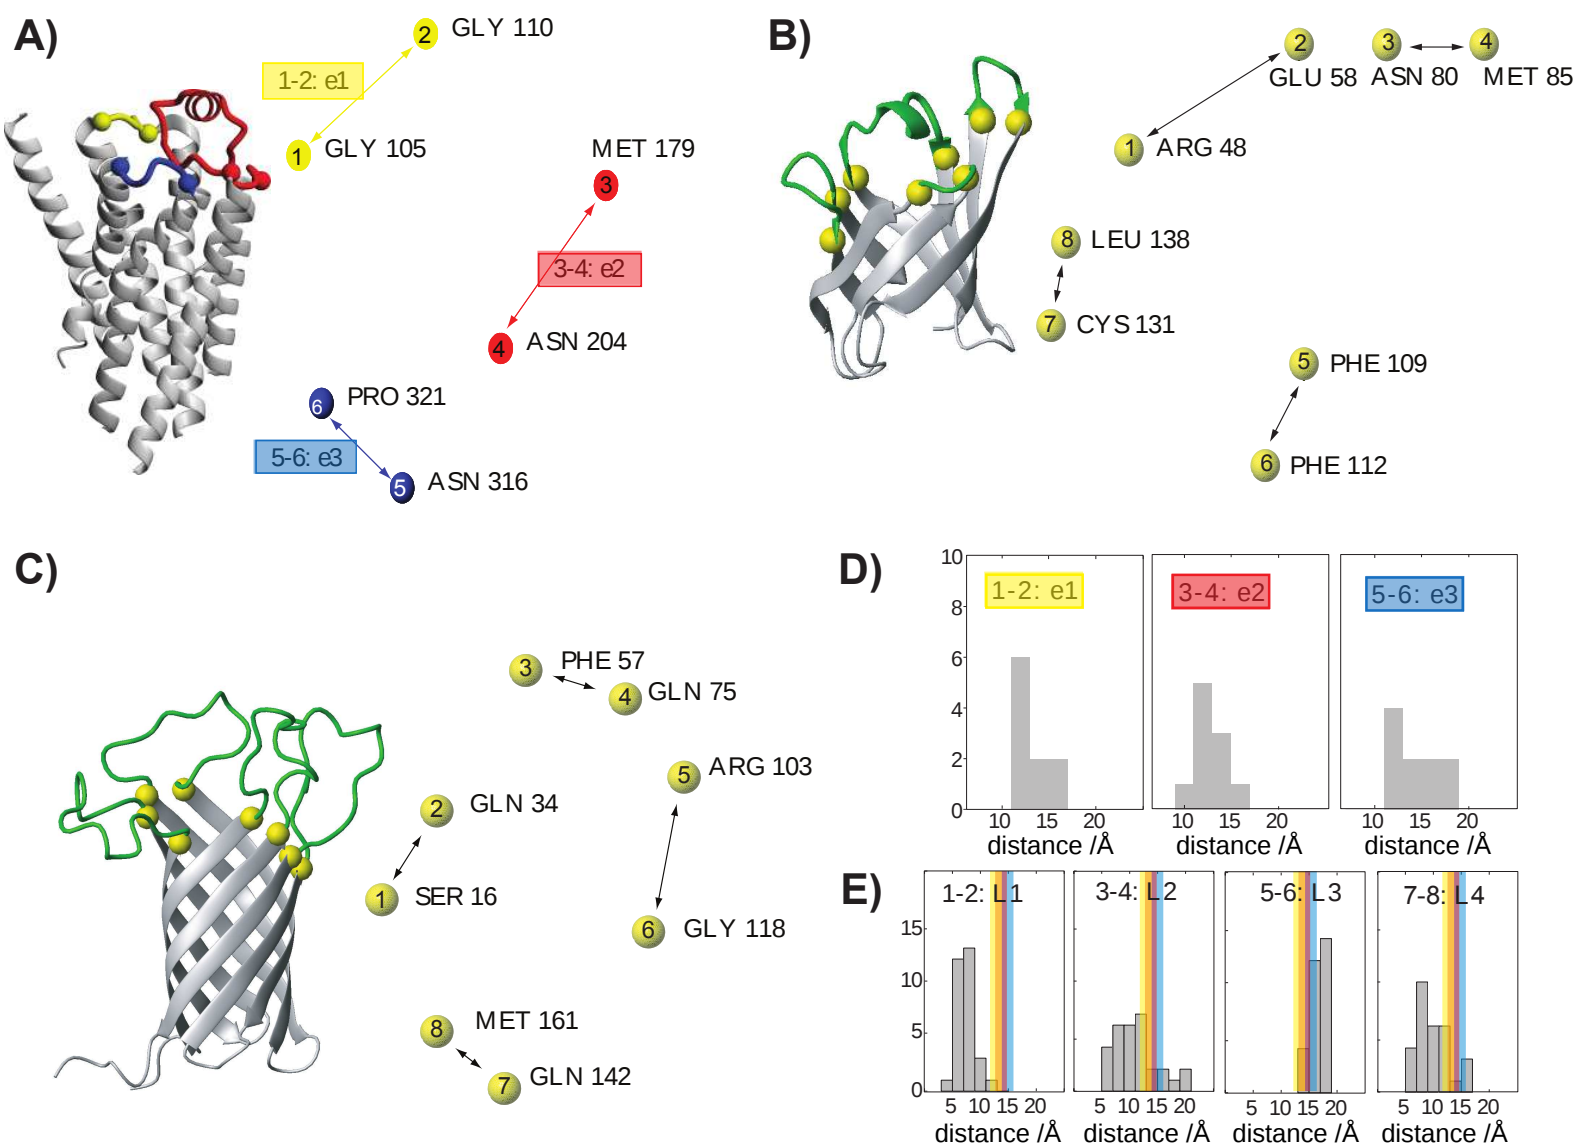 A)
2 GLY 110
1-2: e1
1 GLY 105
MET 179
3
3-4: e2
4 ASN 204
6 PRO 321
5-6: e3
5 ASN 316
B)
2 3 4
GLU 58 ASN 80 MET 85
1 ARG 48
8 LEU 138
7 CYS 131
5 PHE 109
6 PHE 112
C)
3 PHE 57
4 GLN 75
5 ARG 103
2 GLN 34
1 SER 16
6 GLY 118
8 MET 161
7 GLN 142
D)
10
8
6
4
2
0
1-2: e1
3-4: e2
5-6: e3
10 15 20
10 15 20
10 15 20
distance /Å
distance /Å
distance /Å
E)
1-2: L1
3-4: L2
5-6: L3
7-8: L4
15
10
5
0
5 10 15 20
5 10 15 20
5 10 15 20
5 10 15 20
distance /Å
distance /Å
distance /Å
distance /Å